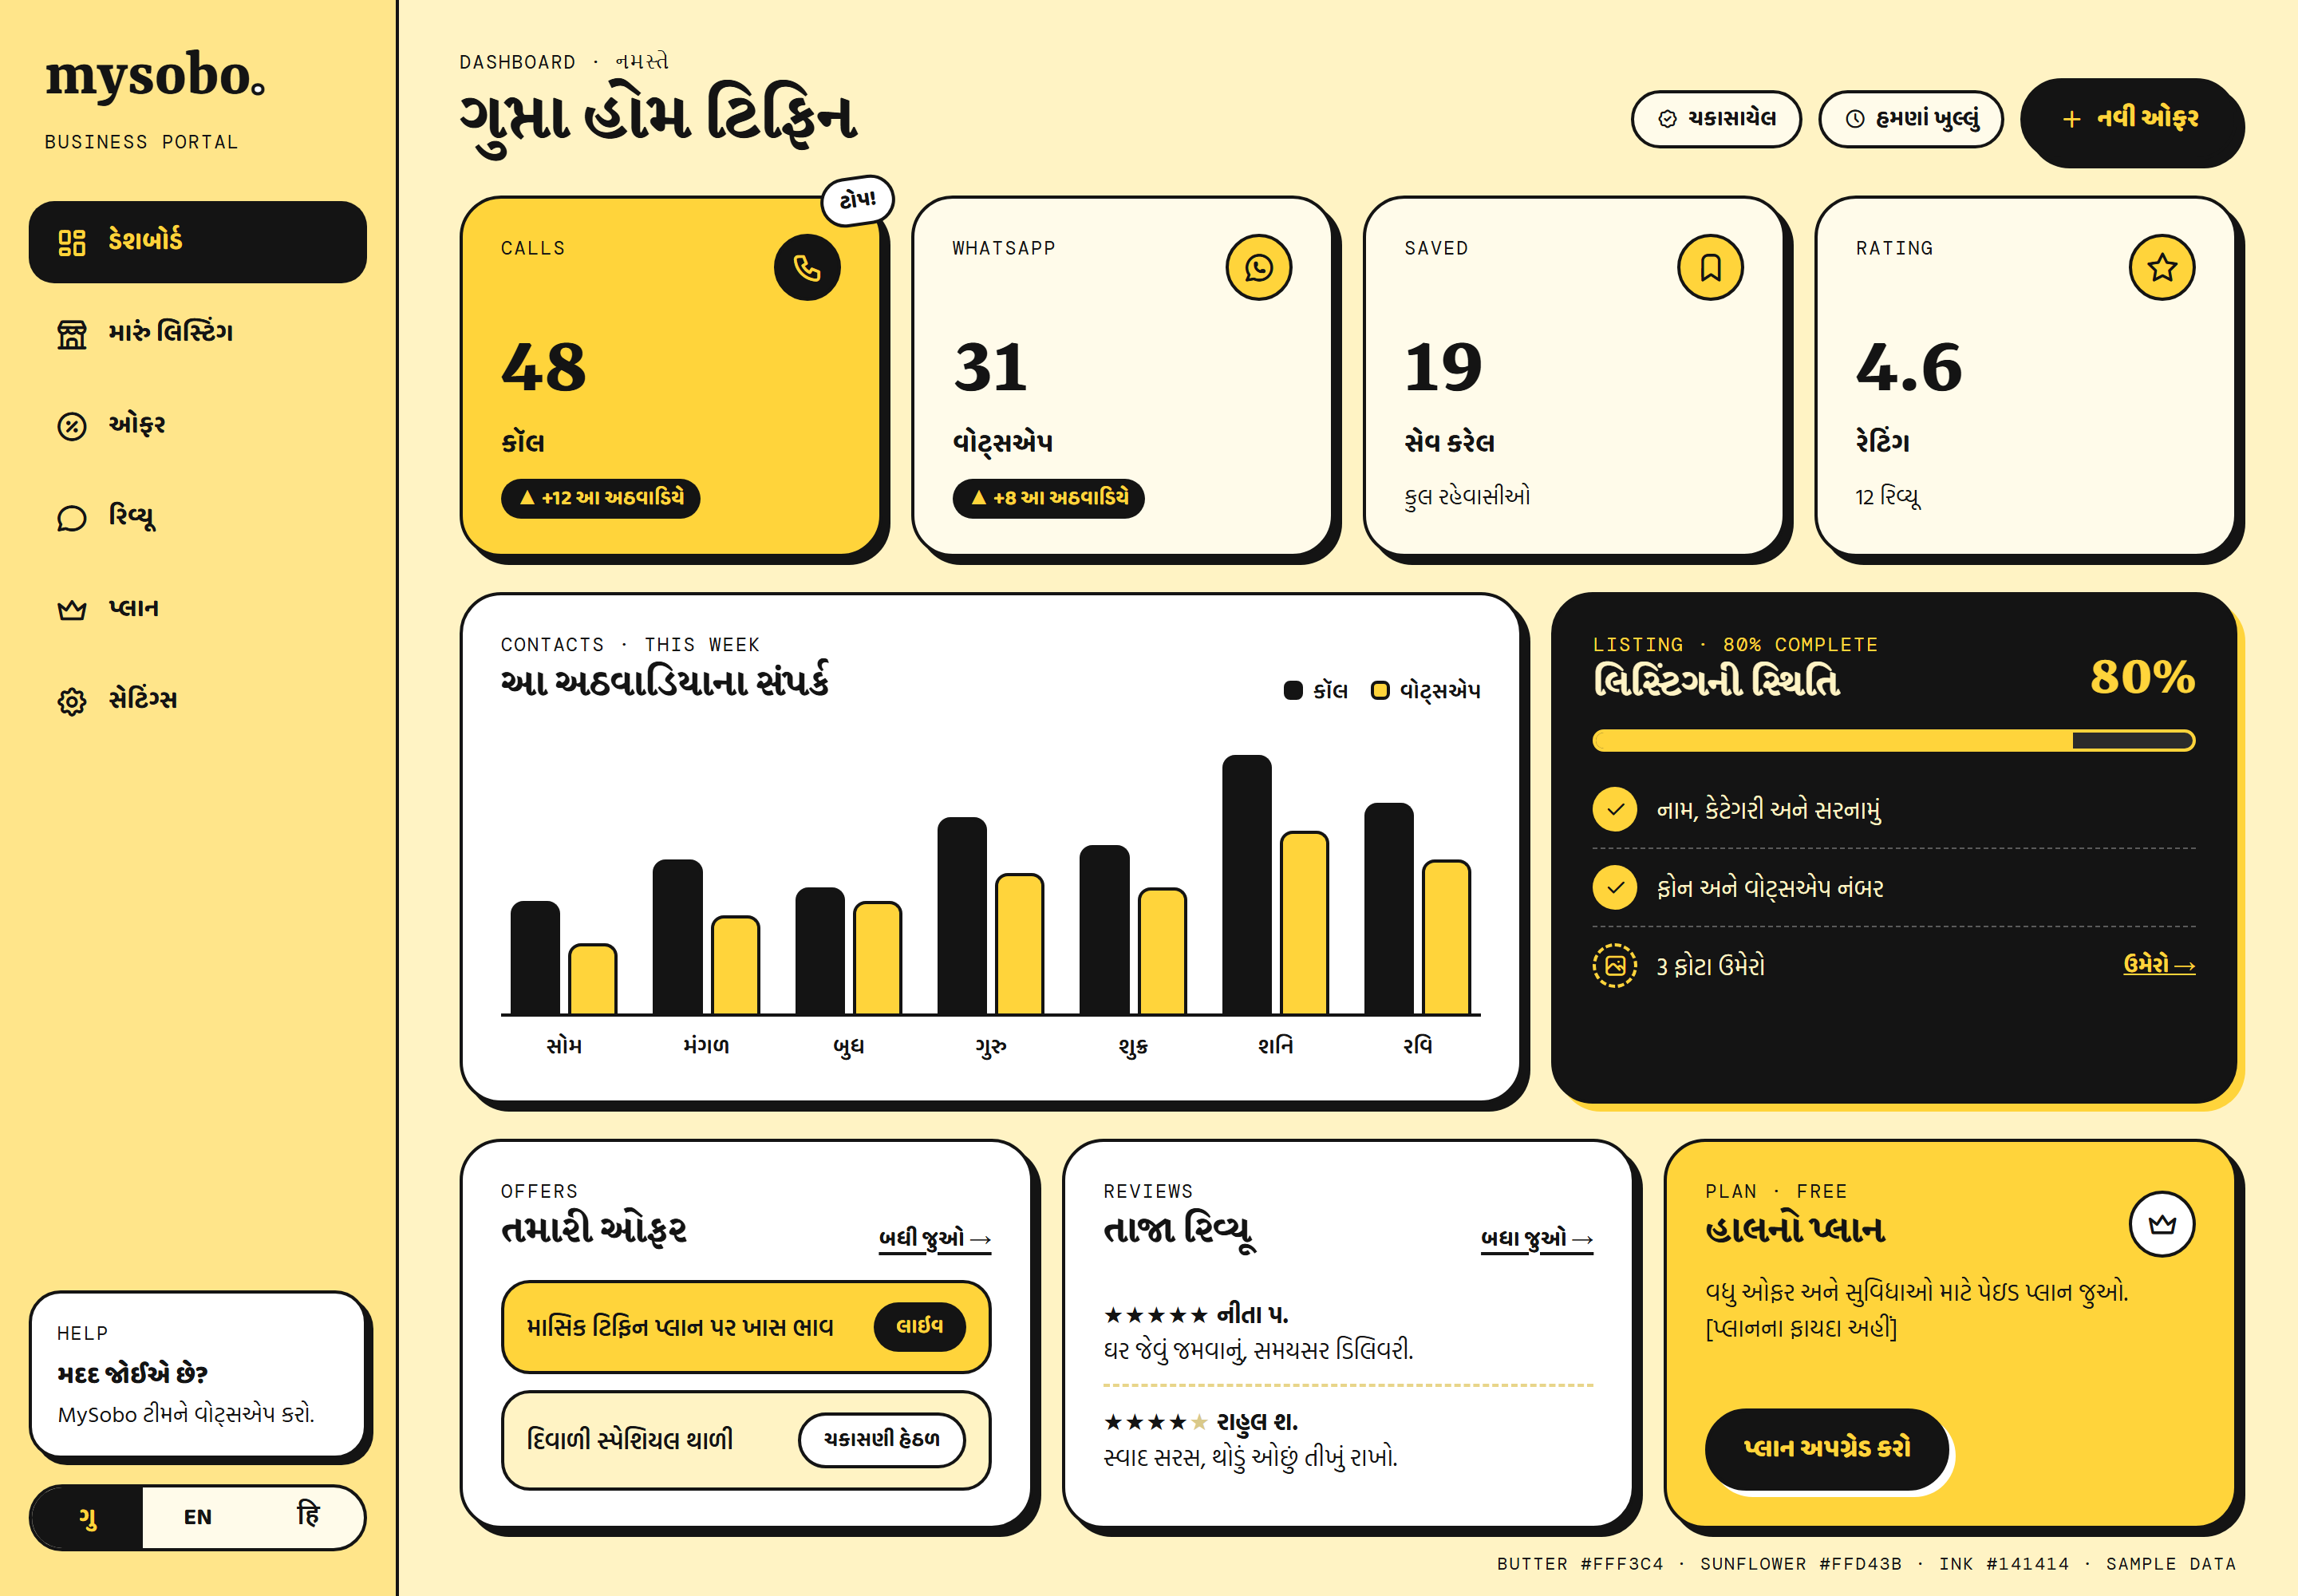 mysobo.
BUSINESS PORTAL
ડેશબોર્ડ
મારું લિસ્ટિંગ
ઓફર
રિવ્યૂ
પ્લાન
સેટિંગ્સ
HELP
મદદ જોઈએ છે?
MySobo ટીમને વોટ્સએપ કરો.
ગુ EN हि
DASHBOARD · નમસ્તે
ગુપ્તા હોમ ટિફિન
ચકાસાયેલ
હમણાં ખુલ્લું
+ નવી ઓફર
ટોપ!
CALLS
48
કૉલ
▲ +12 આ અઠવાડિયે
WHATSAPP
31
વોટ્સએપ
▲ +8 આ અઠવાડિયે
SAVED
19
સેવ કરેલ
કુલ રહેવાસીઓ
RATING
4.6
રેટિંગ
12 રિવ્યૂ
CONTACTS · THIS WEEK
આ અઠવાડિયાના સંપર્ક
કૉલ વોટ્સએપ
સોમ મંગળ બુધ ગુરુ શુક્ર શનિ રવિ
LISTING · 80% COMPLETE
લિસ્ટિંગની સ્થિતિ
80%
નામ, કેટેગરી અને સરનામું
ફોન અને વોટ્સએપ નંબર
3 ફોટા ઉમેરો
ઉમેરો →
OFFERS
તમારી ઓફર
બધી જુઓ →
માસિક ટિફિન પ્લાન પર ખાસ ભાવ
લાઇવ
દિવાળી સ્પેશિયલ થાળી
ચકાસણી હેઠળ
REVIEWS
તાજા રિવ્યૂ
બધા જુઓ →
★★★★★ નીતા પ.
ઘર જેવું જમવાનું, સમયસર ડિલિવરી.
★★★★★ રાહુલ શ.
સ્વાદ સરસ, થોડું ઓછું તીખું રાખો.
PLAN · FREE
હાલનો પ્લાન
વધુ ઓફર અને સુવિધાઓ માટે પેઇડ પ્લાન જુઓ.
[પ્લાનના ફાયદા અહીં]
પ્લાન અપગ્રેડ કરો
BUTTER #FFF3C4 · SUNFLOWER #FFD43B · INK #141414 · SAMPLE DATA